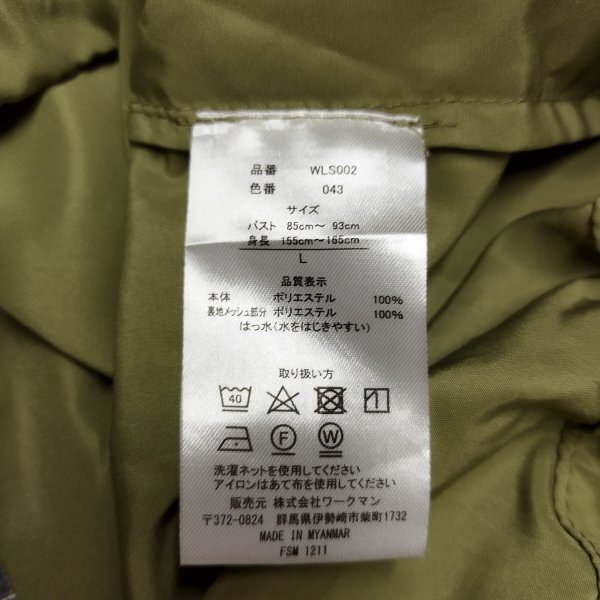 品番 WLS002
色番 043
サイズ
バスト 85cm～ 93cm
身長 155cm～165cm
L
品質表示
本体 ポリエステル 100%
裏地メッシュ部分 ポリエステル 100%
はっ水(水をはじきやすい)
取り扱い方
40
F W
洗濯ネットを使用してください
アイロンはあて布を使用してください
販売元 株式会社ワークマン
〒372-0824 群馬県伊勢崎市柴町1732
MADE IN MYANMAR
FSM 1211